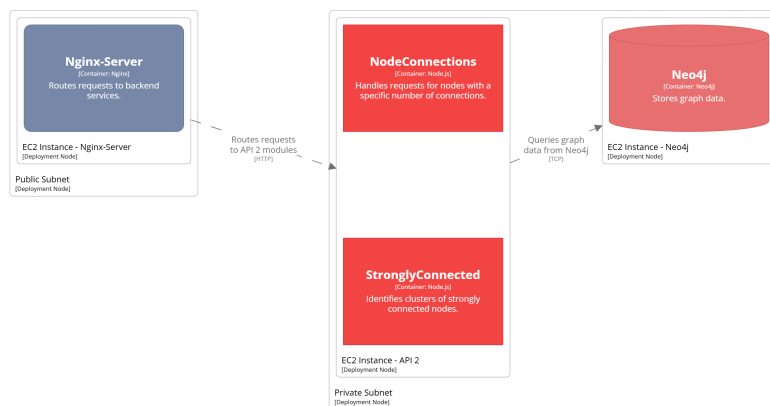 Nginx-Server
[Container: Nginx]
Routes requests to backend
services.
EC2 Instance - Nginx-Server
[Deployment Node]
Public Subnet
[Deployment Node]
Routes requests
to API 2 modules
[HTTP]
NodeConnections
[Container: Node.js]
Handles requests for nodes with a
specific number of connections.
StronglyConnected
[Container: Node.js]
Identifies clusters of strongly
connected nodes.
EC2 Instance - API 2
[Deployment Node]
Private Subnet
[Deployment Node]
Queries graph
data from Neo4j
[TCP]
Neo4j
[Container: Neo4j]
Stores graph data.
EC2 Instance - Neo4j
[Deployment Node]